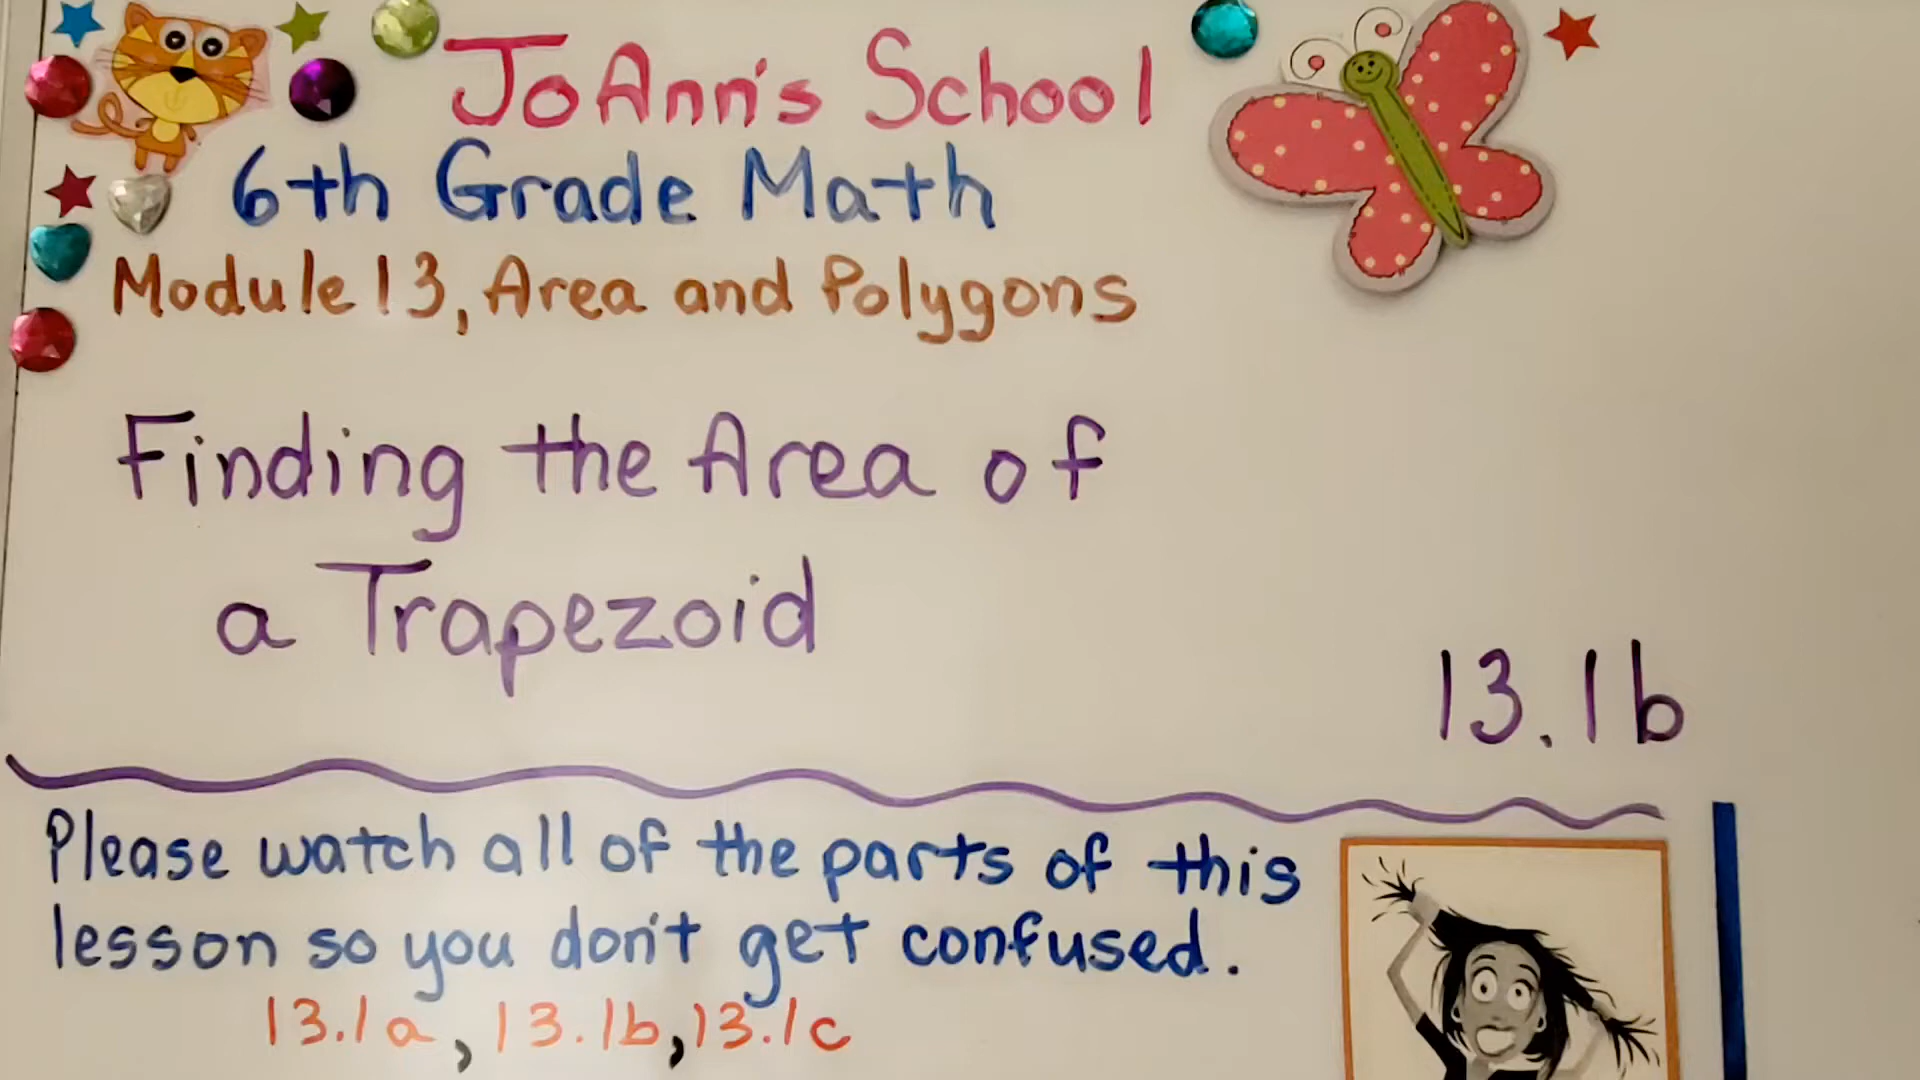 JoAnn's School
6th Grade Math
Module 13, Area and Polygons
Finding the Area of
a Trapezoid
13.1b
Please watch all of the parts of this
lesson so you don't get confused.
13.1a, 13.1b, 13.1c